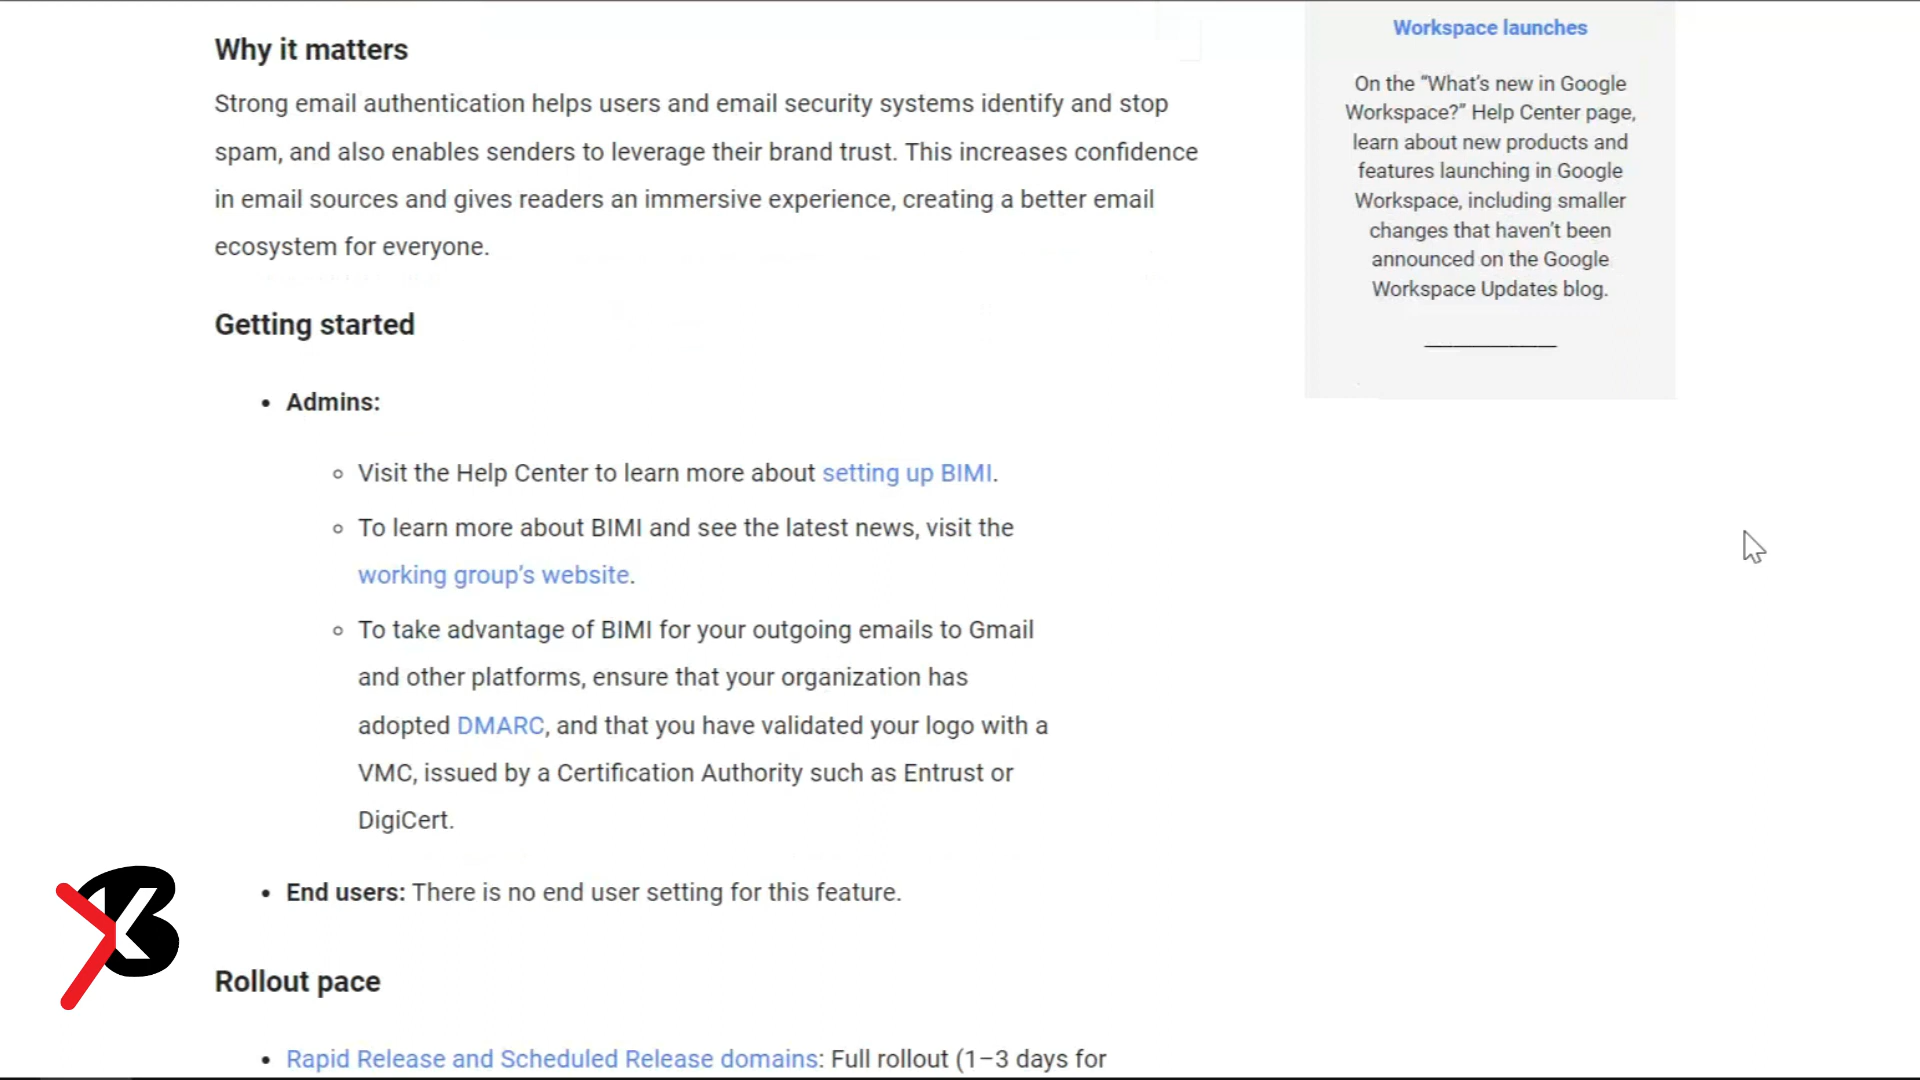 Why it matters
Strong email authentication helps users and email security systems identify and stop
spam, and also enables senders to leverage their brand trust. This increases confidence
in email sources and gives readers an immersive experience, creating a better email
ecosystem for everyone.
Getting started
• Admins:
◦ Visit the Help Center to learn more about setting up BIMI.
◦ To learn more about BIMI and see the latest news, visit the
working group's website.
◦ To take advantage of BIMI for your outgoing emails to Gmail
and other platforms, ensure that your organization has
adopted DMARC, and that you have validated your logo with a
VMC, issued by a Certification Authority such as Entrust or
DigiCert.
• End users: There is no end user setting for this feature.
Rollout pace
• Rapid Release and Scheduled Release domains: Full rollout (1–3 days for
Workspace launches
On the “What’s new in Google
Workspace?” Help Center page,
learn about new products and
features launching in Google
Workspace, including smaller
changes that haven’t been
announced on the Google
Workspace Updates blog.